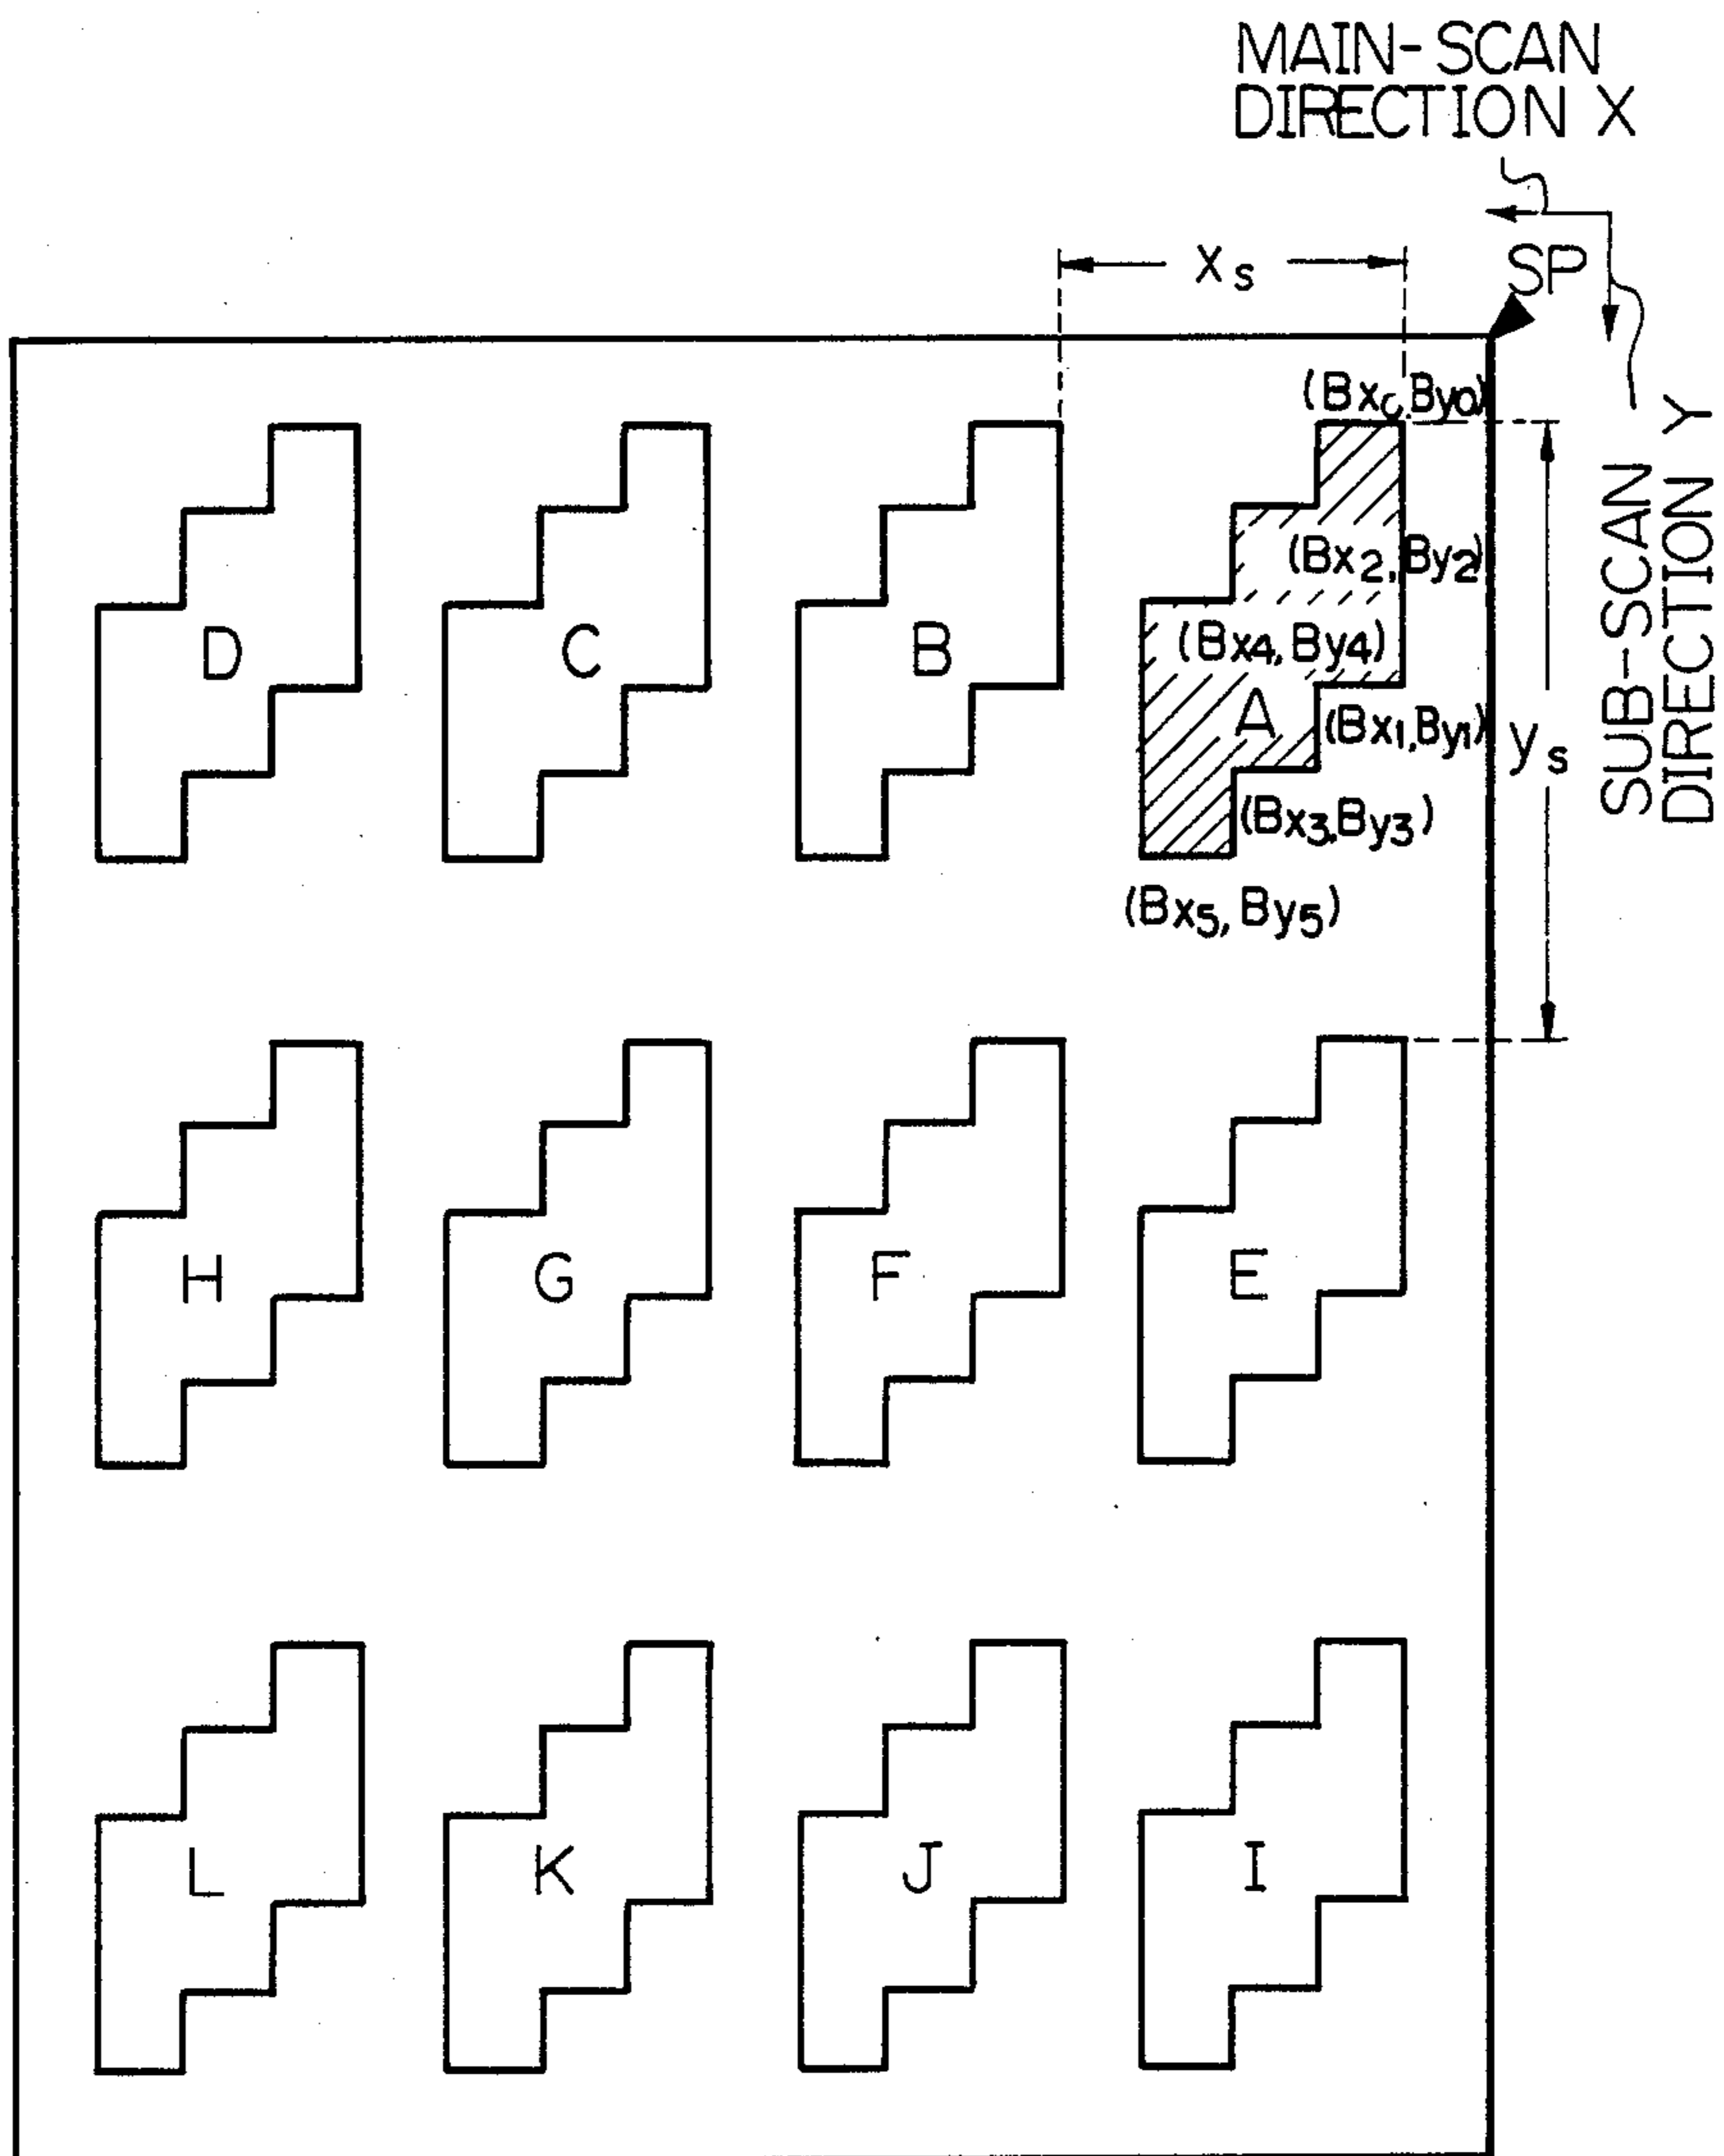 MAIN-SCAN
DIRECTION X
SP
xs
(Bx0,By0)
SUB-SCAN
DIRECTION Y
(Bx2,By2)
D
C
B
(Bx4,By4)
A
(Bx1,By1)
ys
(Bx3,By3)
(Bx5,By5)
H
G
F
E
L
K
J
I